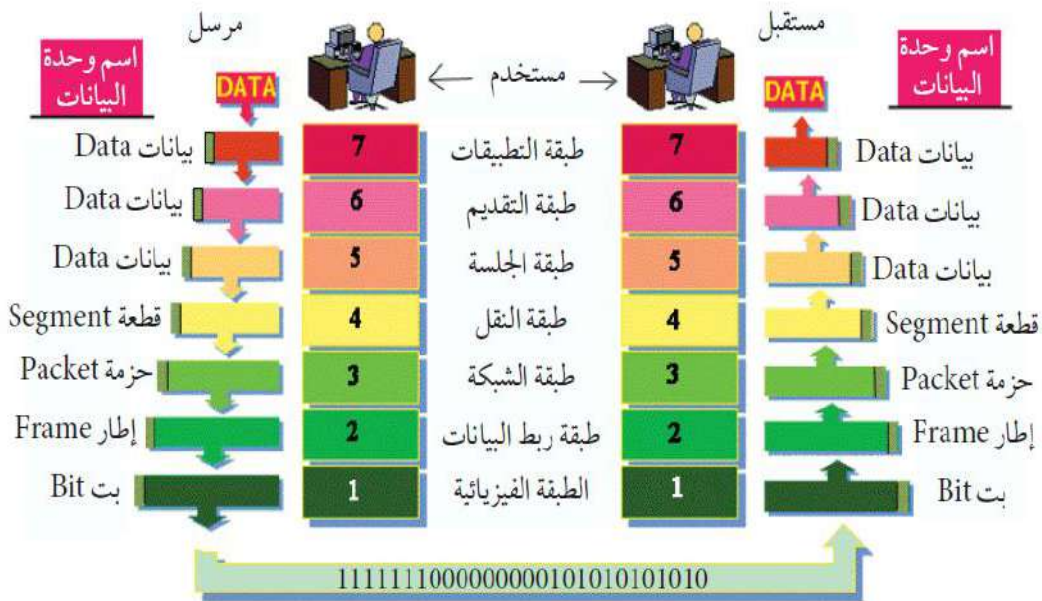 مرسل
مستقبل
اسم وحدة
البيانات
اسم وحدة
البيانات
DATA
مستخدم
DATA
بيانات Data
7
طبقة التطبيقات
7
بيانات Data
بيانات Data
6
طبقة التقديم
6
بيانات Data
بيانات Data
5
طبقة الجلسة
5
بيانات Data
قطعة Segment
4
طبقة النقل
4
قطعة Segment
حزمة Packet
3
طبقة الشبكة
3
حزمة Packet
إطار Frame
2
طبقة ربط البيانات
2
إطار Frame
بت Bit
1
الطبقة الفيزيائية
1
بت Bit
11111110000000001010101010101010